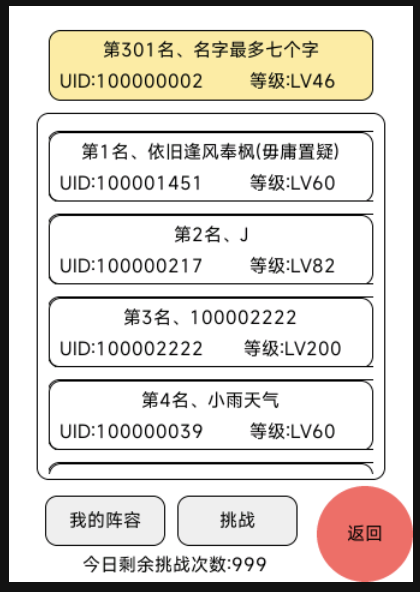 第301名、名字最多七个字
UID:100000002 等级:LV46
第1名、依旧逢风奉枫(毋庸置疑)
UID:100001451 等级:LV60
第2名、J
UID:100000217 等级:LV82
第3名、100002222
UID:100002222 等级:LV200
第4名、小雨天气
UID:100000039 等级:LV60
我的阵容 挑战 返回
今日剩余挑战次数:999